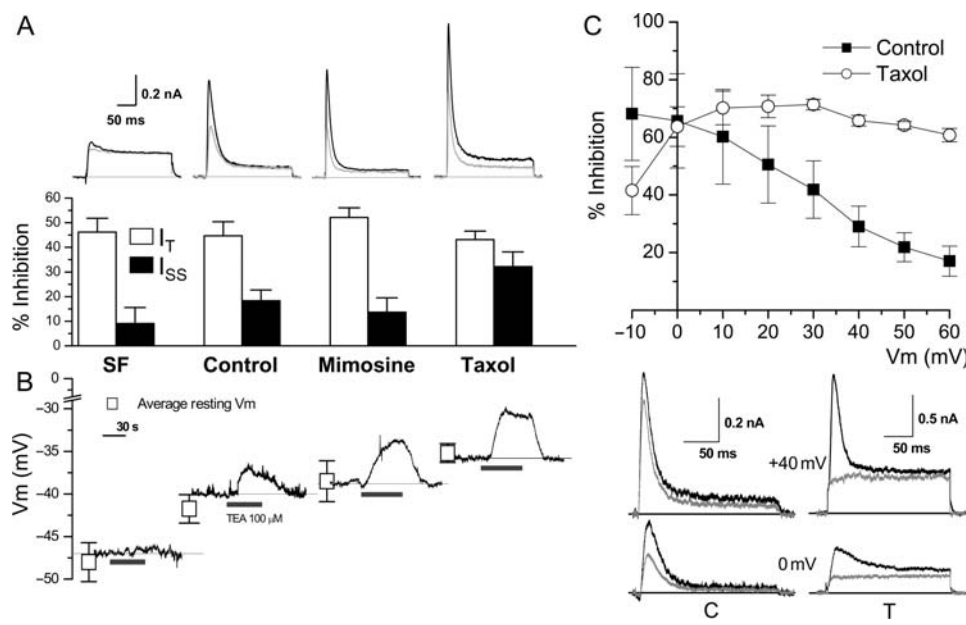 A
0.2 nA
50 ms
60
50
40
30
20
10
0
% Inhibition
I_T
I_SS
SF
Control
Mimosine
Taxol
B
0
−30
−35
−40
−45
−50
Vm (mV)
Average resting Vm
30 s
TEA 100 μM
C
100
80
60
40
20
% Inhibition
Control
Taxol
−10 0 10 20 30 40 50 60
Vm (mV)
0.2 nA
50 ms
0.5 nA
50 ms
+40 mV
0 mV
C
T